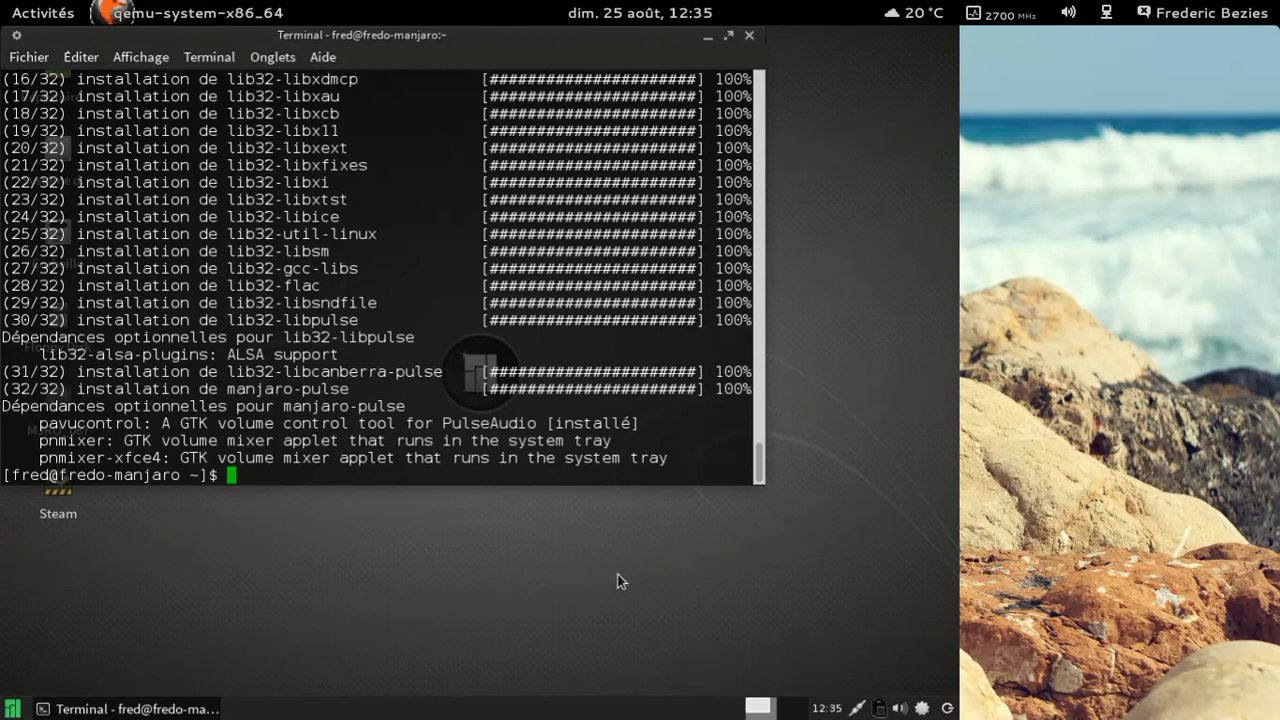 Activités qemu-system-x86_64 dim. 25 août, 12:35 20 °C 2700 MHz Frederic Bezies
Terminal - fred@fredo-manjaro:~
Fichier Éditer Affichage Terminal Onglets Aide
(16/32) installation de lib32-libxdmcp [######################] 100%
(17/32) installation de lib32-libxau [######################] 100%
(18/32) installation de lib32-libxcb [######################] 100%
(19/32) installation de lib32-libx11 [######################] 100%
(20/32) installation de lib32-libxext [######################] 100%
(21/32) installation de lib32-libxfixes [######################] 100%
(22/32) installation de lib32-libxi [######################] 100%
(23/32) installation de lib32-libxtst [######################] 100%
(24/32) installation de lib32-libice [######################] 100%
(25/32) installation de lib32-util-linux [######################] 100%
(26/32) installation de lib32-libsm [######################] 100%
(27/32) installation de lib32-gcc-libs [######################] 100%
(28/32) installation de lib32-flac [######################] 100%
(29/32) installation de lib32-libsndfile [######################] 100%
(30/32) installation de lib32-libpulse [######################] 100%
Dépendances optionnelles pour lib32-libpulse
lib32-alsa-plugins: ALSA support
(31/32) installation de lib32-libcanberra-pulse [######################] 100%
(32/32) installation de manjaro-pulse [######################] 100%
Dépendances optionnelles pour manjaro-pulse
pavucontrol: A GTK volume control tool for PulseAudio [installé]
pnmixer: GTK volume mixer applet that runs in the system tray
pnmixer-xfce4: GTK volume mixer applet that runs in the system tray
[fred@fredo-manjaro ~]$
Steam
Terminal - fred@fredo-ma... 12:35